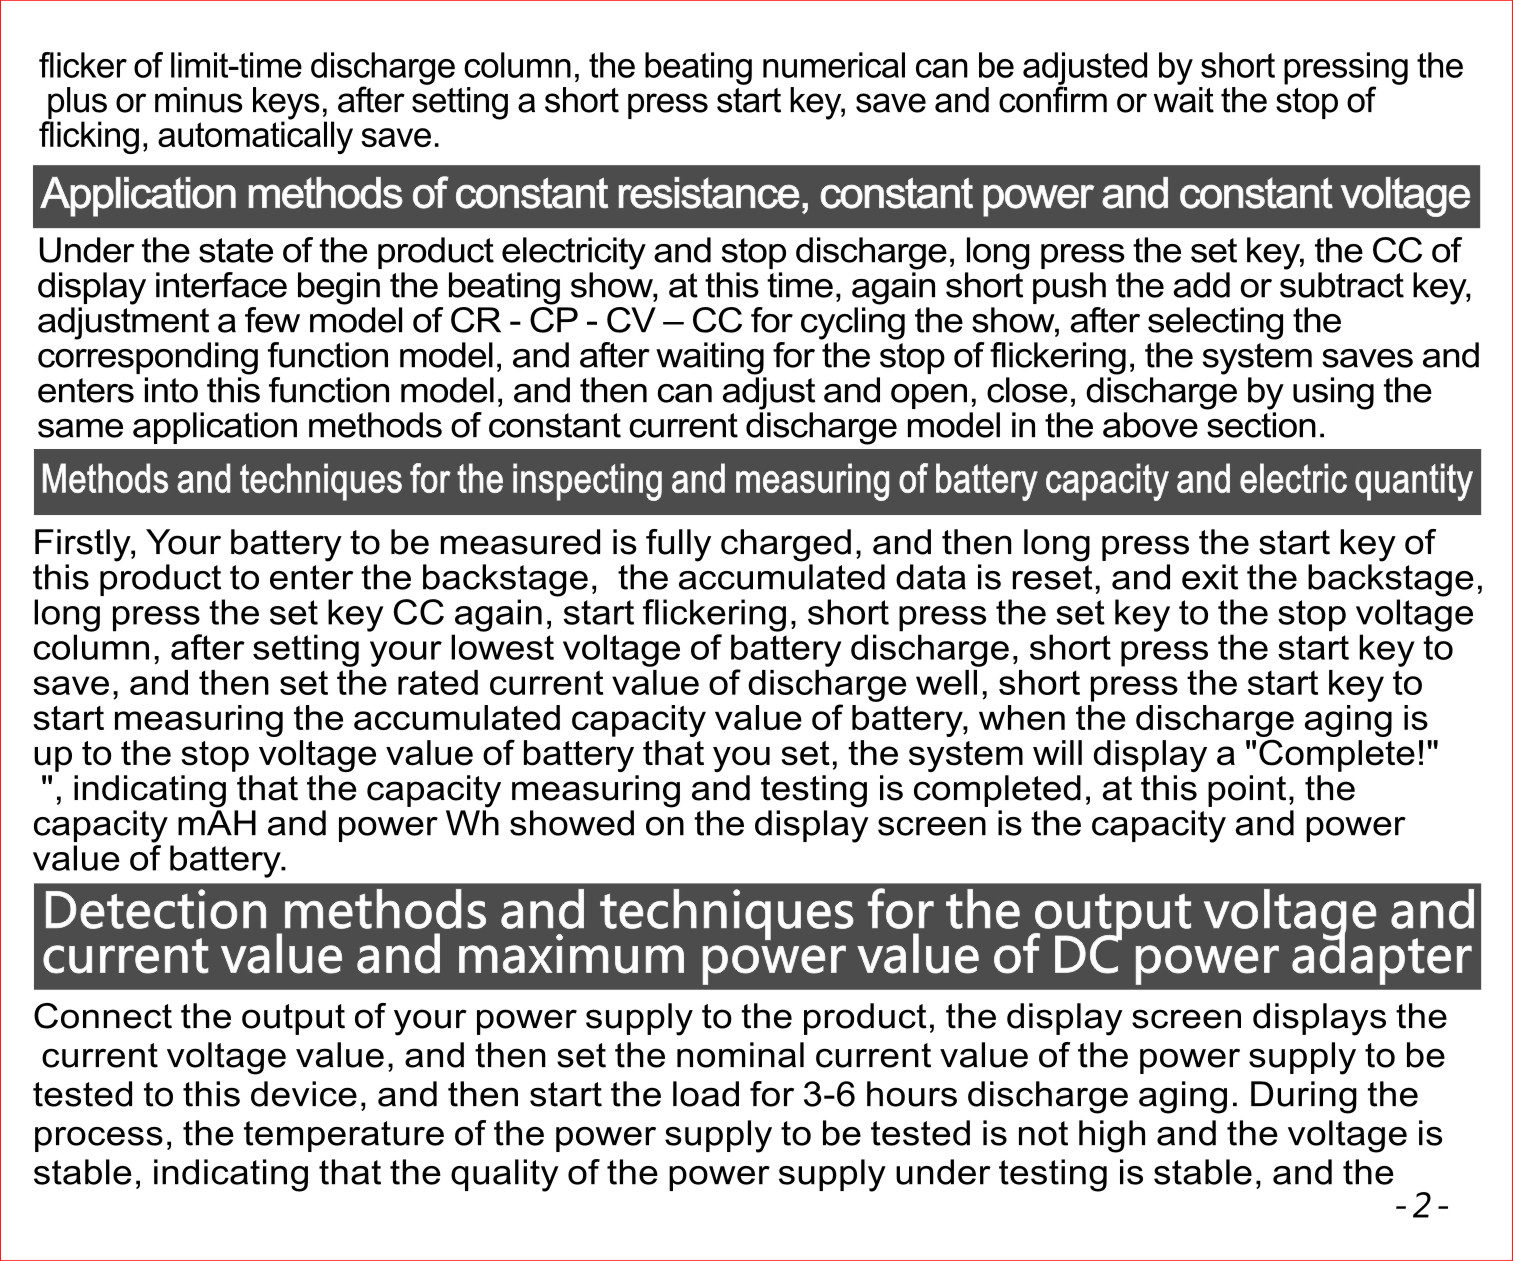 flicker of limit-time discharge column, the beating numerical can be adjusted by short pressing the
plus or minus keys, after setting a short press start key, save and confirm or wait the stop of
flicking, automatically save.
Application methods of constant resistance, constant power and constant voltage
Under the state of the product electricity and stop discharge, long press the set key, the CC of
display interface begin the beating show, at this time, again short push the add or subtract key,
adjustment a few model of CR - CP - CV – CC for cycling the show, after selecting the
corresponding function model, and after waiting for the stop of flickering, the system saves and
enters into this function model, and then can adjust and open, close, discharge by using the
same application methods of constant current discharge model in the above section.
Methods and techniques for the inspecting and measuring of battery capacity and electric quantity
Firstly, Your battery to be measured is fully charged, and then long press the start key of
this product to enter the backstage,  the accumulated data is reset, and exit the backstage,
long press the set key CC again, start flickering, short press the set key to the stop voltage
column, after setting your lowest voltage of battery discharge, short press the start key to
save, and then set the rated current value of discharge well, short press the start key to
start measuring the accumulated capacity value of battery, when the discharge aging is
up to the stop voltage value of battery that you set, the system will display a "Complete!"
", indicating that the capacity measuring and testing is completed, at this point, the
capacity mAH and power Wh showed on the display screen is the capacity and power
value of battery.
Detection methods and techniques for the output voltage and
current value and maximum power value of DC power adapter
Connect the output of your power supply to the product, the display screen displays the
current voltage value, and then set the nominal current value of the power supply to be
tested to this device, and then start the load for 3-6 hours discharge aging. During the
process, the temperature of the power supply to be tested is not high and the voltage is
stable, indicating that the quality of the power supply under testing is stable, and the
-2-